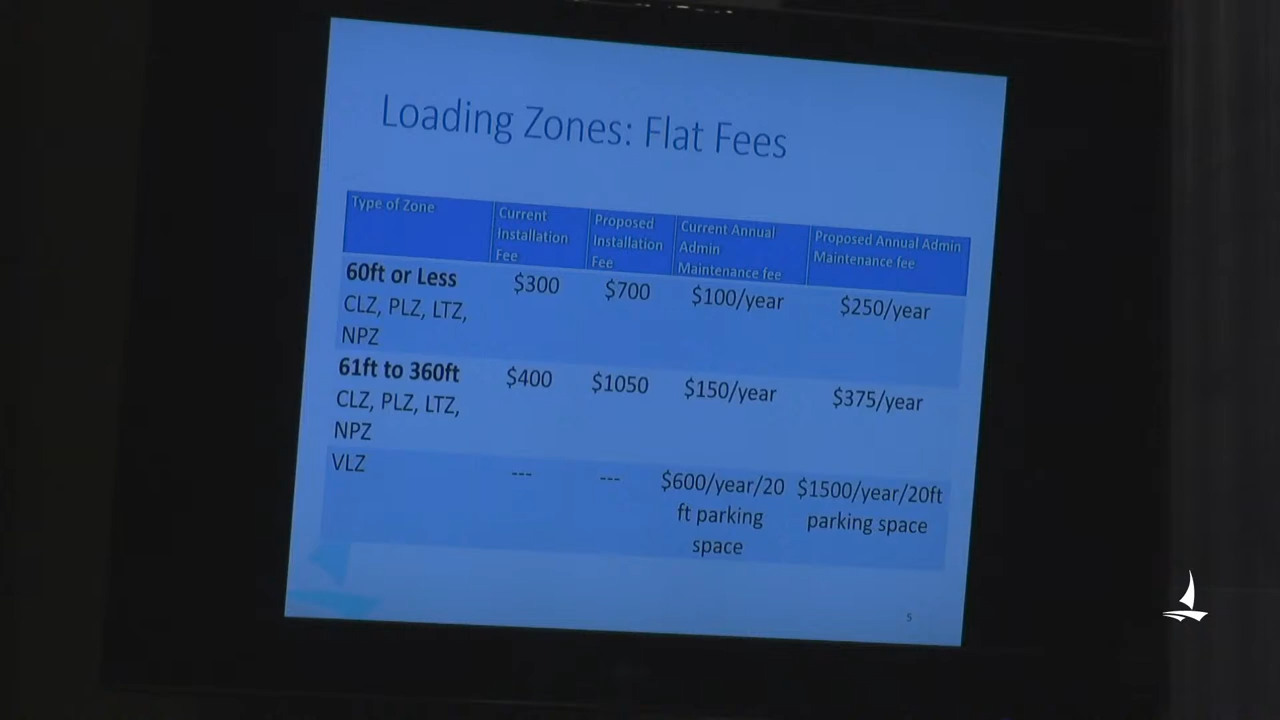 Loading Zones: Flat Fees
Type of Zone
Current
Installation
Fee
Proposed
Installation
Fee
Current Annual
Admin
Maintenance fee
Proposed Annual Admin
Maintenance fee
60ft or Less
CLZ, PLZ, LTZ,
NPZ
$300
$700
$100/year
$250/year
61ft to 360ft
CLZ, PLZ, LTZ,
NPZ
$400
$1050
$150/year
$375/year
VLZ
---
---
$600/year/20
ft parking
space
$1500/year/20ft
parking space
5